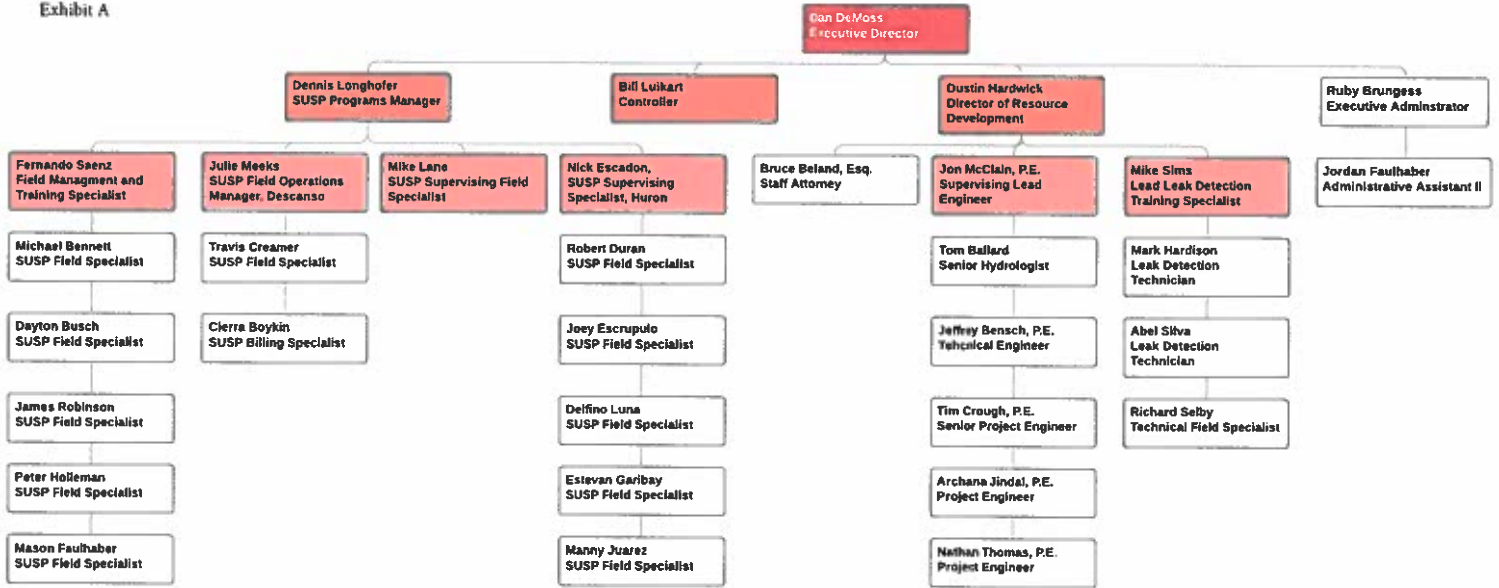 Exhibit A
Dan DeMoss
Executive Director
Dennis Longhofer
SUSP Programs Manager
Bill Luikart
Controller
Dustin Hardwick
Director of Resource
Development
Ruby Brungess
Executive Adminstrator
Fernando Saenz
Field Managment and
Training Specialist
Julie Meeks
SUSP Field Operations
Manager, Descanso
Mike Lane
SUSP Supervising Field
Specialist
Nick Escadon,
SUSP Supervising
Specialist, Huron
Bruce Beland, Esq.
Staff Attorney
Jon McClain, P.E.
Supervising Lead
Engineer
Mike Sims
Lead Leak Detection
Training Specialist
Jordan Faulhaber
Administrative Assistant II
Michael Bennett
SUSP Field Specialist
Travis Creamer
SUSP Field Specialist
Robert Duran
SUSP Field Specialist
Tom Ballard
Senior Hydrologist
Mark Hardison
Leak Detection
Technician
Dayton Busch
SUSP Field Specialist
Cierra Boykin
SUSP Billing Specialist
Joey Escrupulo
SUSP Field Specialist
Jeffrey Bensch, P.E.
Tehcnical Engineer
Abel Silva
Leak Detection
Technician
James Robinson
SUSP Field Specialist
Delfino Luna
SUSP Field Specialist
Tim Crough, P.E.
Senior Project Engineer
Richard Selby
Technical Field Specialist
Peter Holleman
SUSP Field Specialist
Estevan Garibay
SUSP Field Specialist
Archana Jindal, P.E.
Project Engineer
Mason Faulhaber
SUSP Field Specialist
Manny Juarez
SUSP Field Specialist
Nathan Thomas, P.E.
Project Engineer